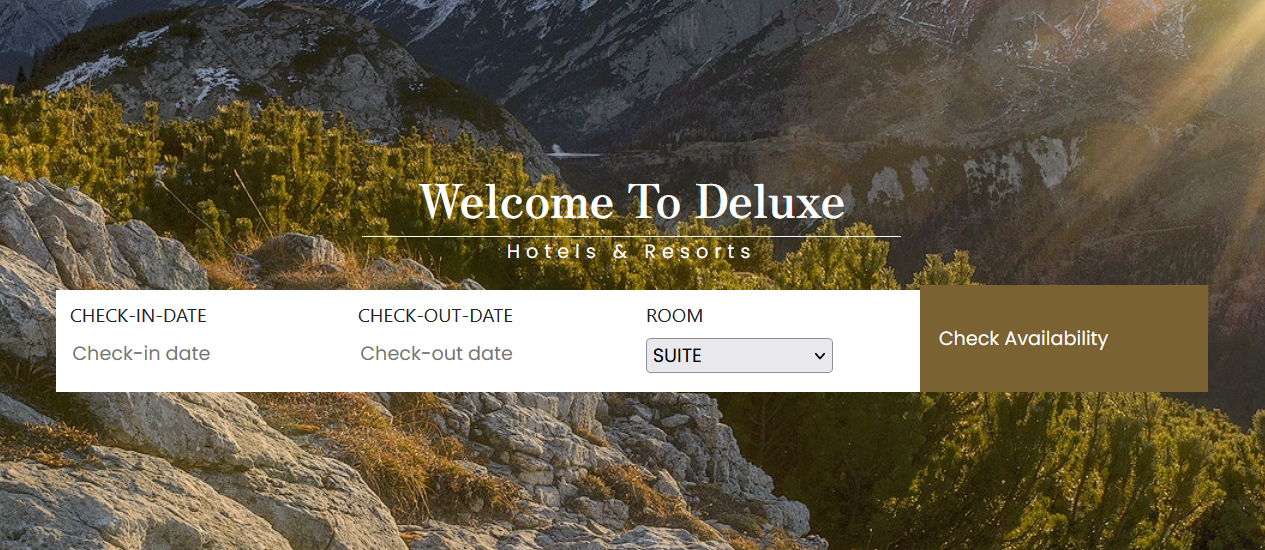 Welcome To Deluxe
Hotels & Resorts
CHECK-IN-DATE
Check-in date
CHECK-OUT-DATE
Check-out date
ROOM
SUITE
Check Availability